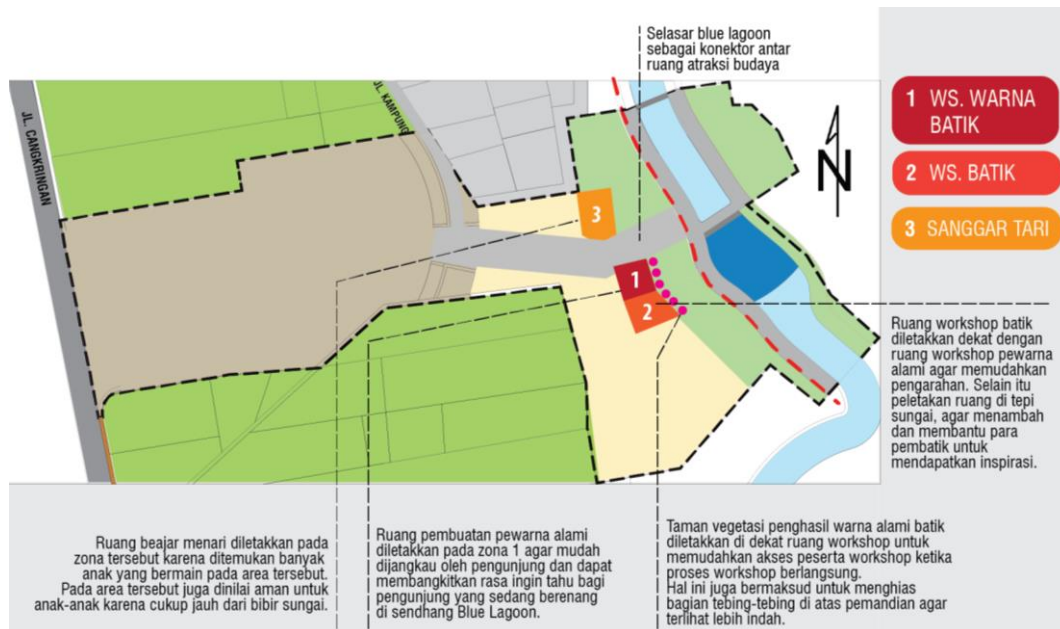 Selasar blue lagoon
sebagai konektor antar
ruang atraksi budaya
JL. CANGKRINGAN
JL. KAMPUNG
N
1 WS. WARNA
BATIK
2 WS. BATIK
3 SANGGAR TARI
3
1
2
Ruang workshop batik
diletakkan dekat dengan
ruang workshop pewarna
alami agar memudahkan
pengarahan. Selain itu
peletakan ruang di tepi
sungai, agar menambah
dan membantu para
pembatik untuk
mendapatkan inspirasi.
Ruang beajar menari diletakkan pada
zona tersebut karena ditemukan banyak
anak yang bermain pada area tersebut.
Pada area tersebut juga dinilai aman untuk
anak-anak karena cukup jauh dari bibir sungai.
Ruang pembuatan pewarna alami
diletakkan pada zona 1 agar mudah
dijangkau oleh pengunjung dan dapat
membangkitkan rasa ingin tahu bagi
pengunjung yang sedang berenang
di sendhang Blue Lagoon.
Taman vegetasi penghasil warna alami batik
diletakkan di dekat ruang workshop untuk
memudahkan akses peserta workshop ketika
proses workshop berlangsung.
Hal ini juga bermaksud untuk menghias
bagian tebing-tebing di atas pemandian agar
terlihat lebih indah.